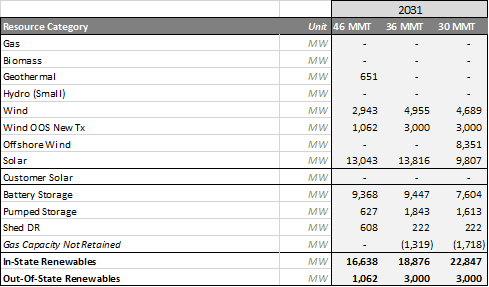 2031
Resource Category Unit 46 MMT 36 MMT 30 MMT
Gas MW - - -
Biomass MW - - -
Geothermal MW 651 - -
Hydro (Small) MW - - -
Wind MW 2,943 4,955 4,689
Wind OOS New Tx MW 1,062 3,000 3,000
Offshore Wind MW - - 8,351
Solar MW 13,043 13,816 9,807
Customer Solar MW - - -
Battery Storage MW 9,368 9,447 7,604
Pumped Storage MW 627 1,843 1,613
Shed DR MW 608 222 222
Gas Capacity Not Retained MW - (1,319) (1,718)
In-State Renewables MW 16,638 18,876 22,847
Out-Of-State Renewables MW 1,062 3,000 3,000